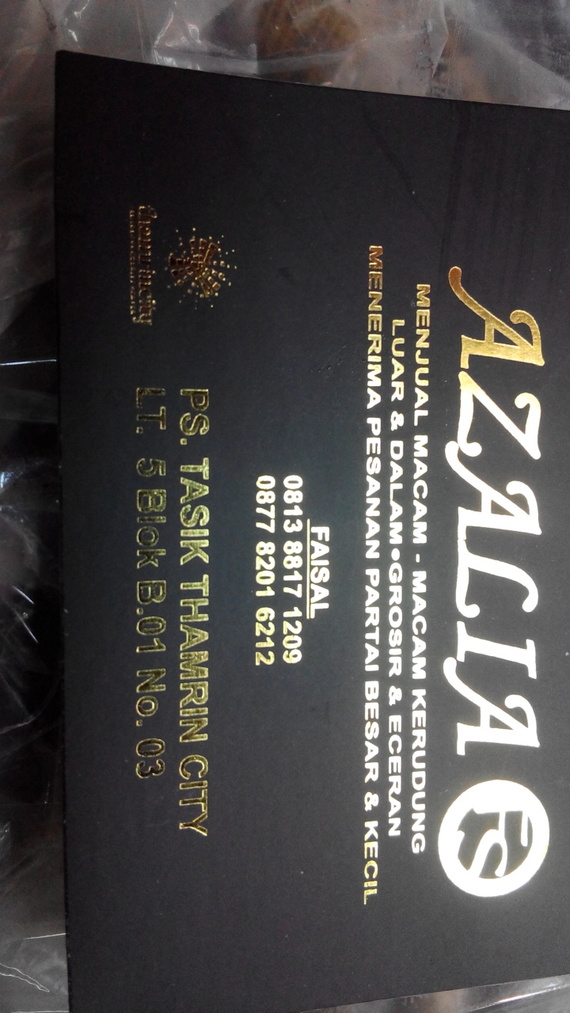 AZALIA
FS
MENJUAL MACAM - MACAM KERUDUNG
LUAR & DALAM•GROSIR & ECERAN
MENERIMA PESANAN PARTAI BESAR & KECIL
FAISAL
0813 8817 1209
0877 8201 6212
PS. TASIK THAMRIN CITY
LT. 5 Blok B.01 No. 03